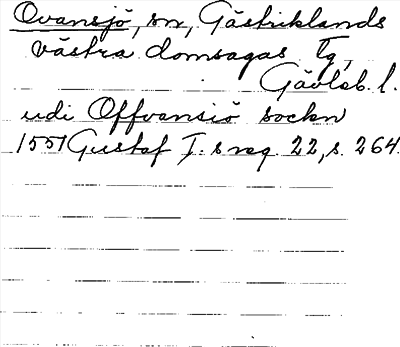 Ovansjö, sn, Gästriklands
västra domsagas tg,
Gävleb. l.
udi Offvansiö sockn
1551 Gustaf I:s reg. 22, s. 264.